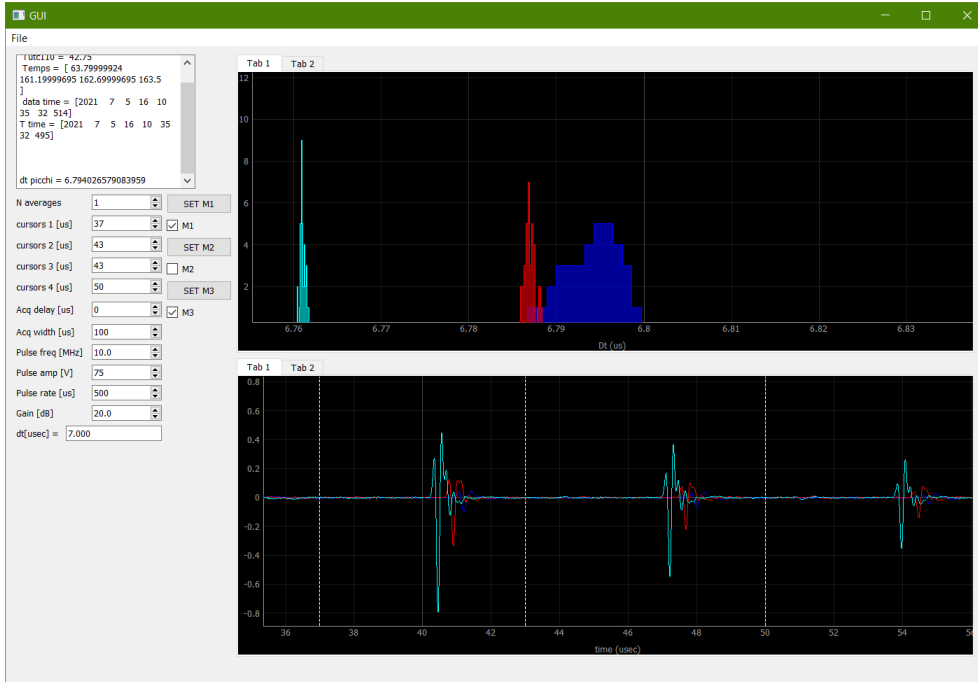 GUI
File
Temps = [ 63.79999924
161.19999695 162.69999695 163.5
]
data time = [2021 7 5 16 10
35 32 514]
T time = [2021 7 5 16 10 35
32 495]
dt picchi = 6.794026579083959
N averages 1 SET M1
cursors 1 [us] 37 M1
cursors 2 [us] 43 SET M2
cursors 3 [us] 43 M2
cursors 4 [us] 50 SET M3
Acq delay [us] 0 M3
Acq width [us] 100
Pulse freq [MHz] 10.0
Pulse amp [V] 75
Pulse rate [us] 500
Gain [dB] 20.0
dt[usec] = 7.000
Tab 1 Tab 2
12
10
8
6
4
2
6.76 6.77 6.78 6.79 6.8 6.81 6.82 6.83
Dt (us)
Tab 1 Tab 2
0.8
0.6
0.4
0.2
0
-0.2
-0.4
-0.6
-0.8
36 38 40 42 44 46 48 50 52 54 56
time (usec)